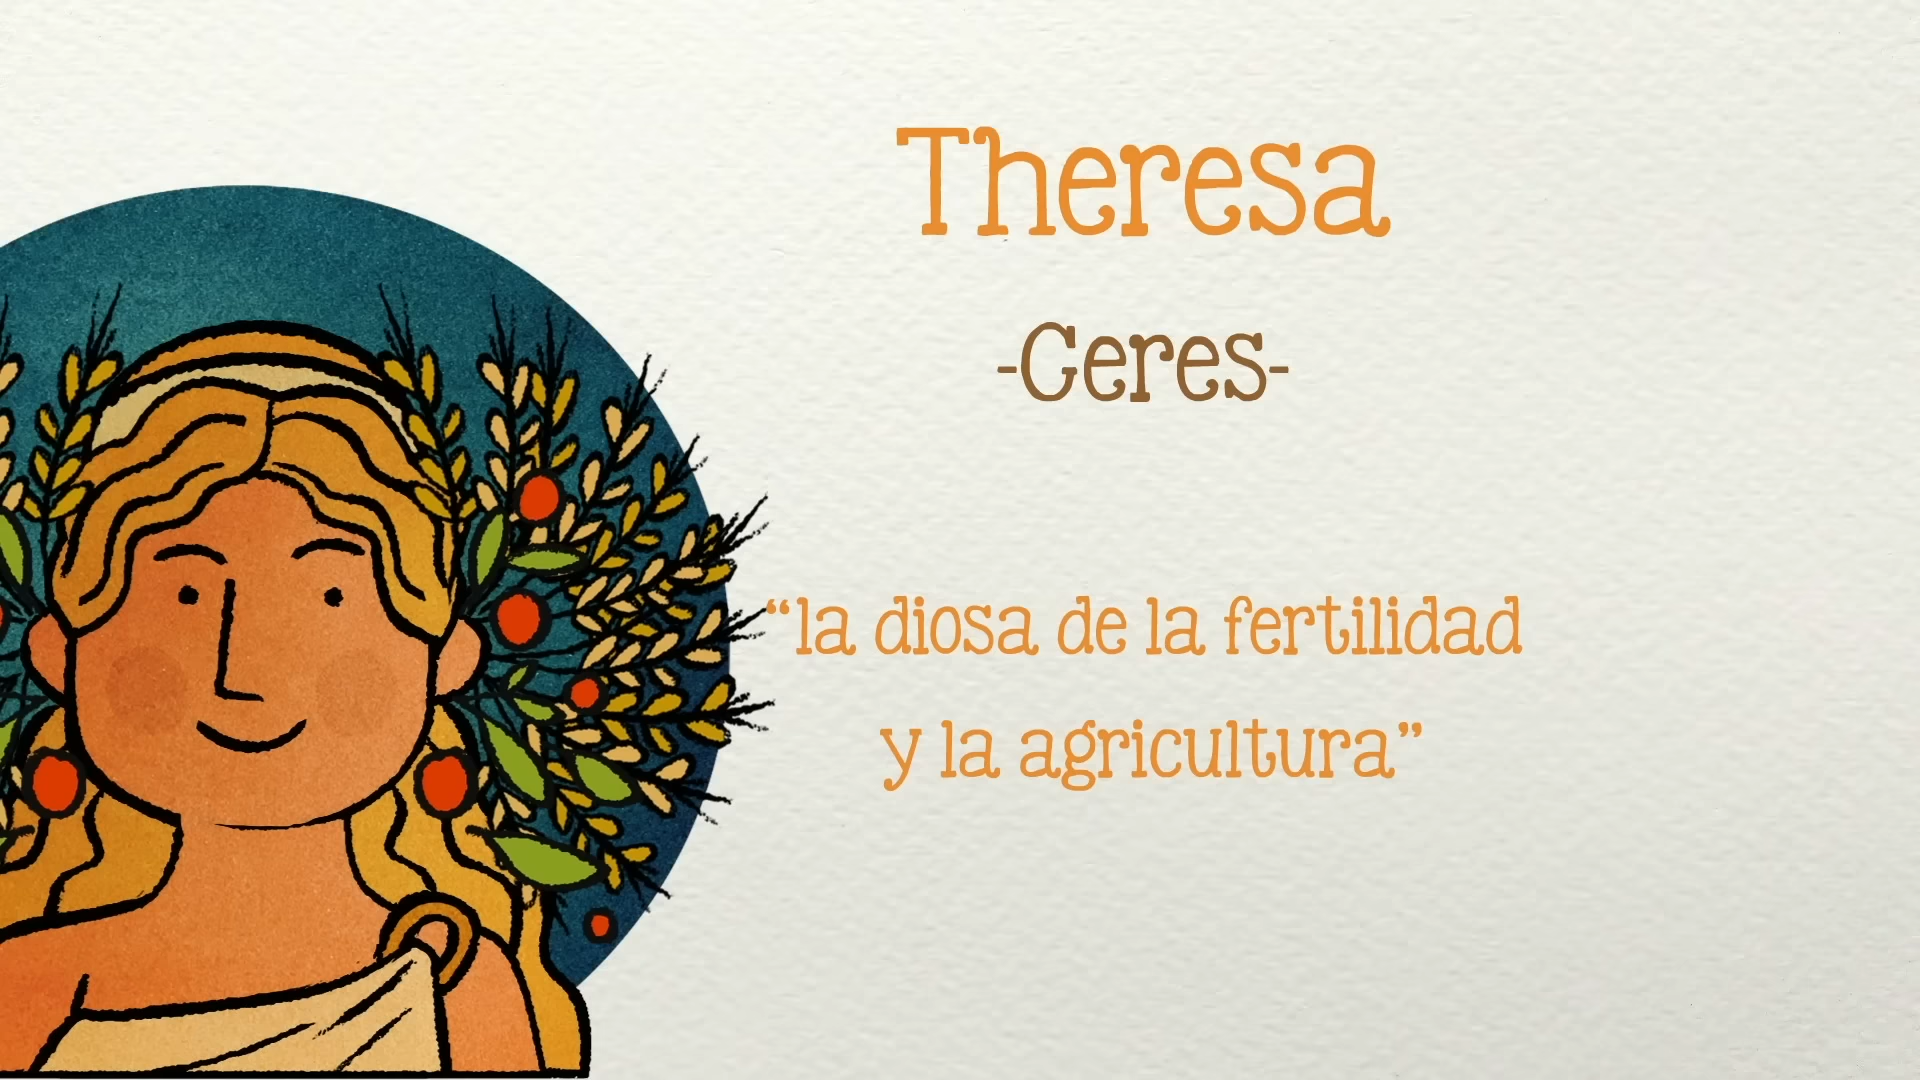 Theresa
-Ceres-
“la diosa de la fertilidad
y la agricultura”